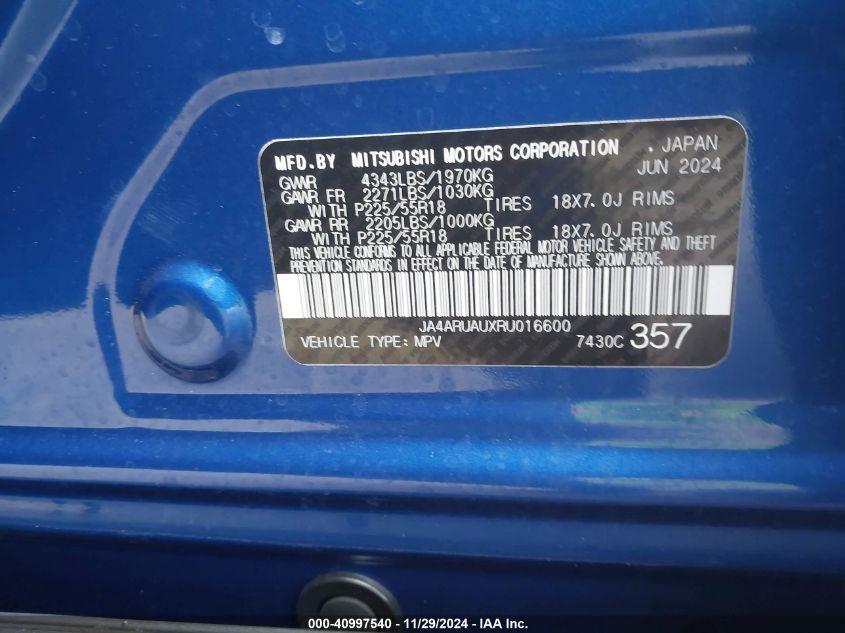 MFD.BY MITSUBISHI MOTORS CORPORATION . JAPAN
JUN 2024
GVWR 4343LBS/1970KG
GAWR FR 2271LBS/1030KG
WITH P225/55R18 TIRES 18X7.0J RIMS
GAWR RR 2205LBS/1000KG
WITH P225/55R18 TIRES 18X7.0J RIMS
THIS VEHICLE CONFORMS TO ALL APPLICABLE FEDERAL MOTOR VEHICLE SAFETY AND THEFT
PREVENTION STANDARDS IN EFFECT ON THE DATE OF MANUFACTURE SHOWN ABOVE.
JA4ARUAUXRU016600
VEHICLE TYPE: MPV 7430C 357
000-40997540 - 11/29/2024 - IAA Inc.